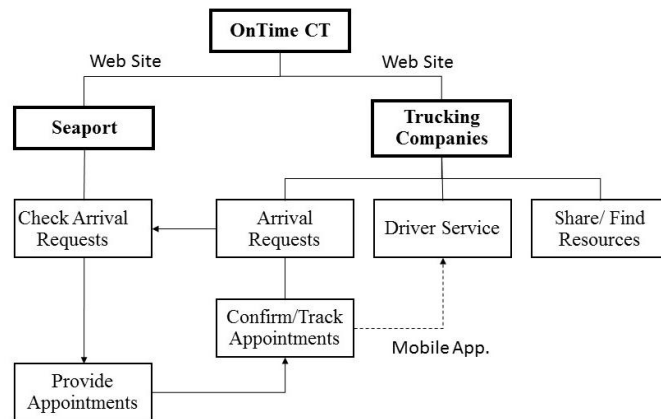 OnTime CT
Web Site
Web Site
Seaport
Trucking
Companies
Check Arrival
Requests
Arrival
Requests
Driver Service
Share/ Find
Resources
Confirm/Track
Appointments
Mobile App.
Provide
Appointments